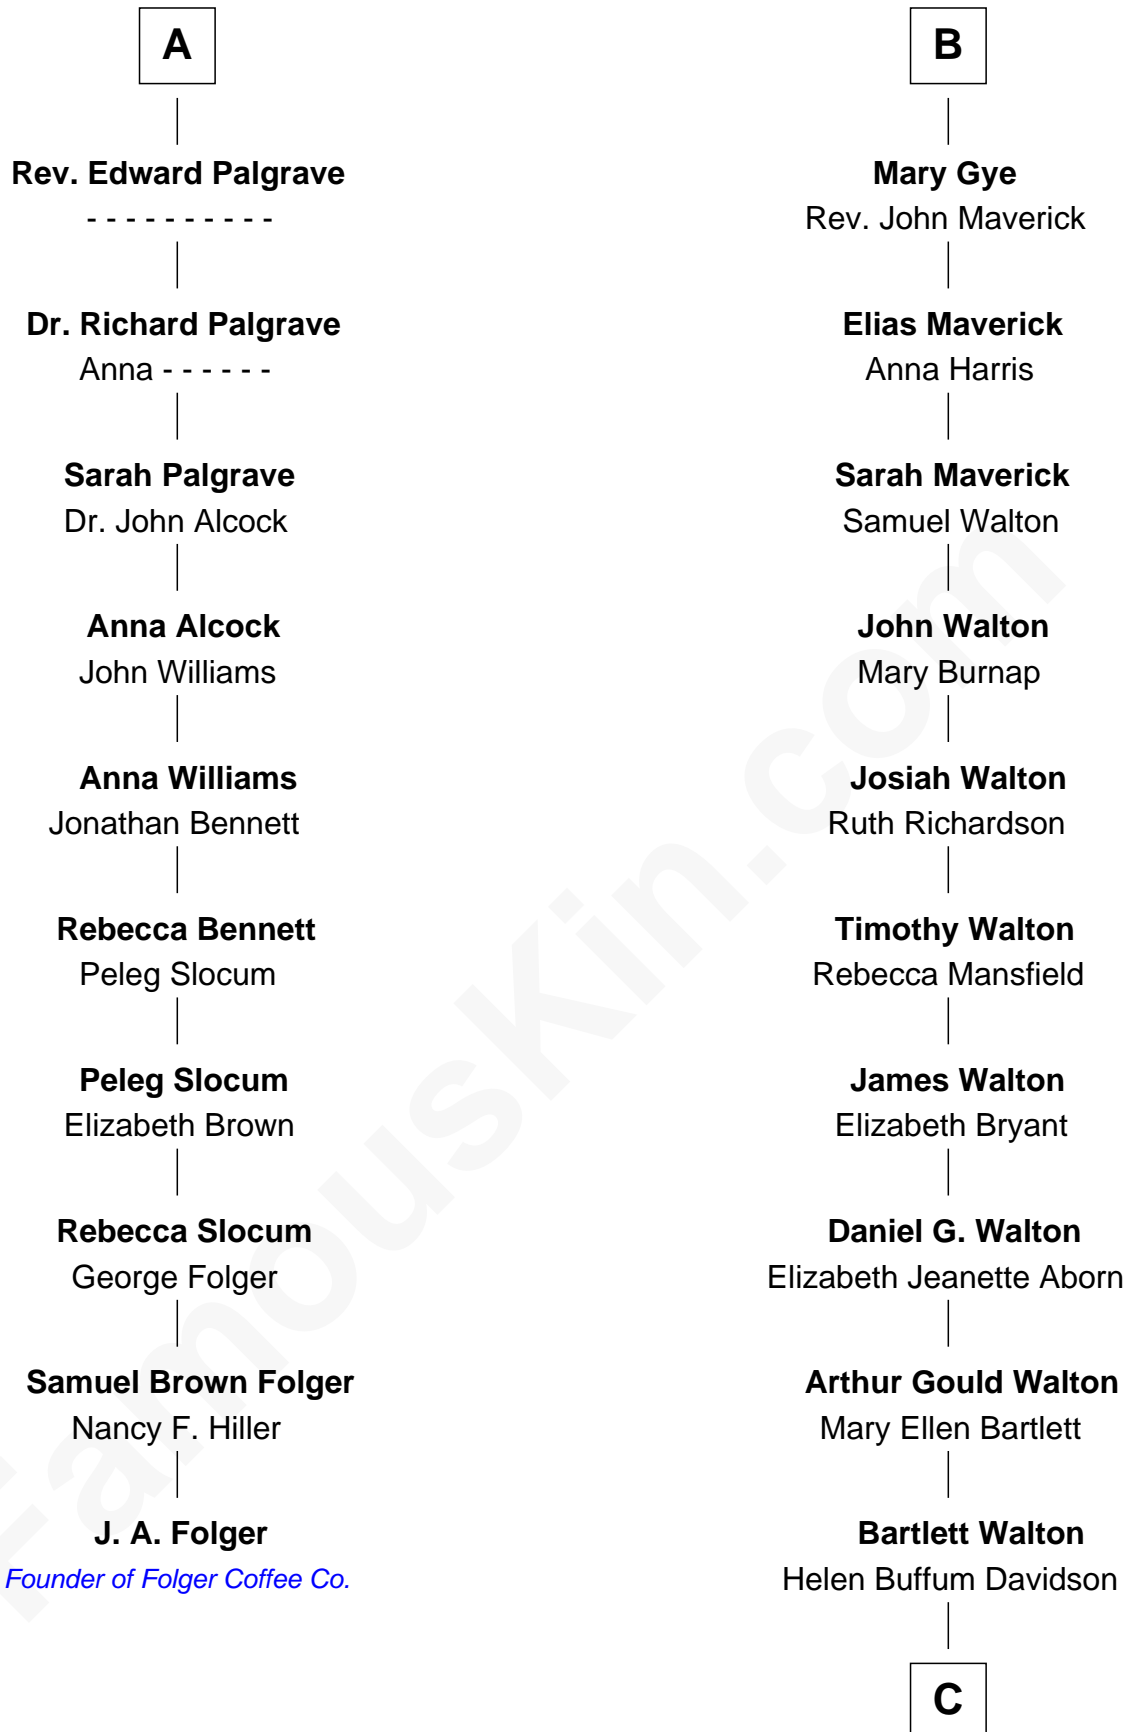 A
Rev. Edward Palgrave
- - - - - - - - - -
Dr. Richard Palgrave
Anna - - - - - -
Sarah Palgrave
Dr. John Alcock
Anna Alcock
John Williams
Anna Williams
Jonathan Bennett
Rebecca Bennett
Peleg Slocum
Peleg Slocum
Elizabeth Brown
Rebecca Slocum
George Folger
Samuel Brown Folger
Nancy F. Hiller
J. A. Folger
Founder of Folger Coffee Co.
B
Mary Gye
Rev. John Maverick
Elias Maverick
Anna Harris
Sarah Maverick
Samuel Walton
John Walton
Mary Burnap
Josiah Walton
Ruth Richardson
Timothy Walton
Rebecca Mansfield
James Walton
Elizabeth Bryant
Daniel G. Walton
Elizabeth Jeanette Aborn
Arthur Gould Walton
Mary Ellen Bartlett
Bartlett Walton
Helen Buffum Davidson
C
FamousKin.com